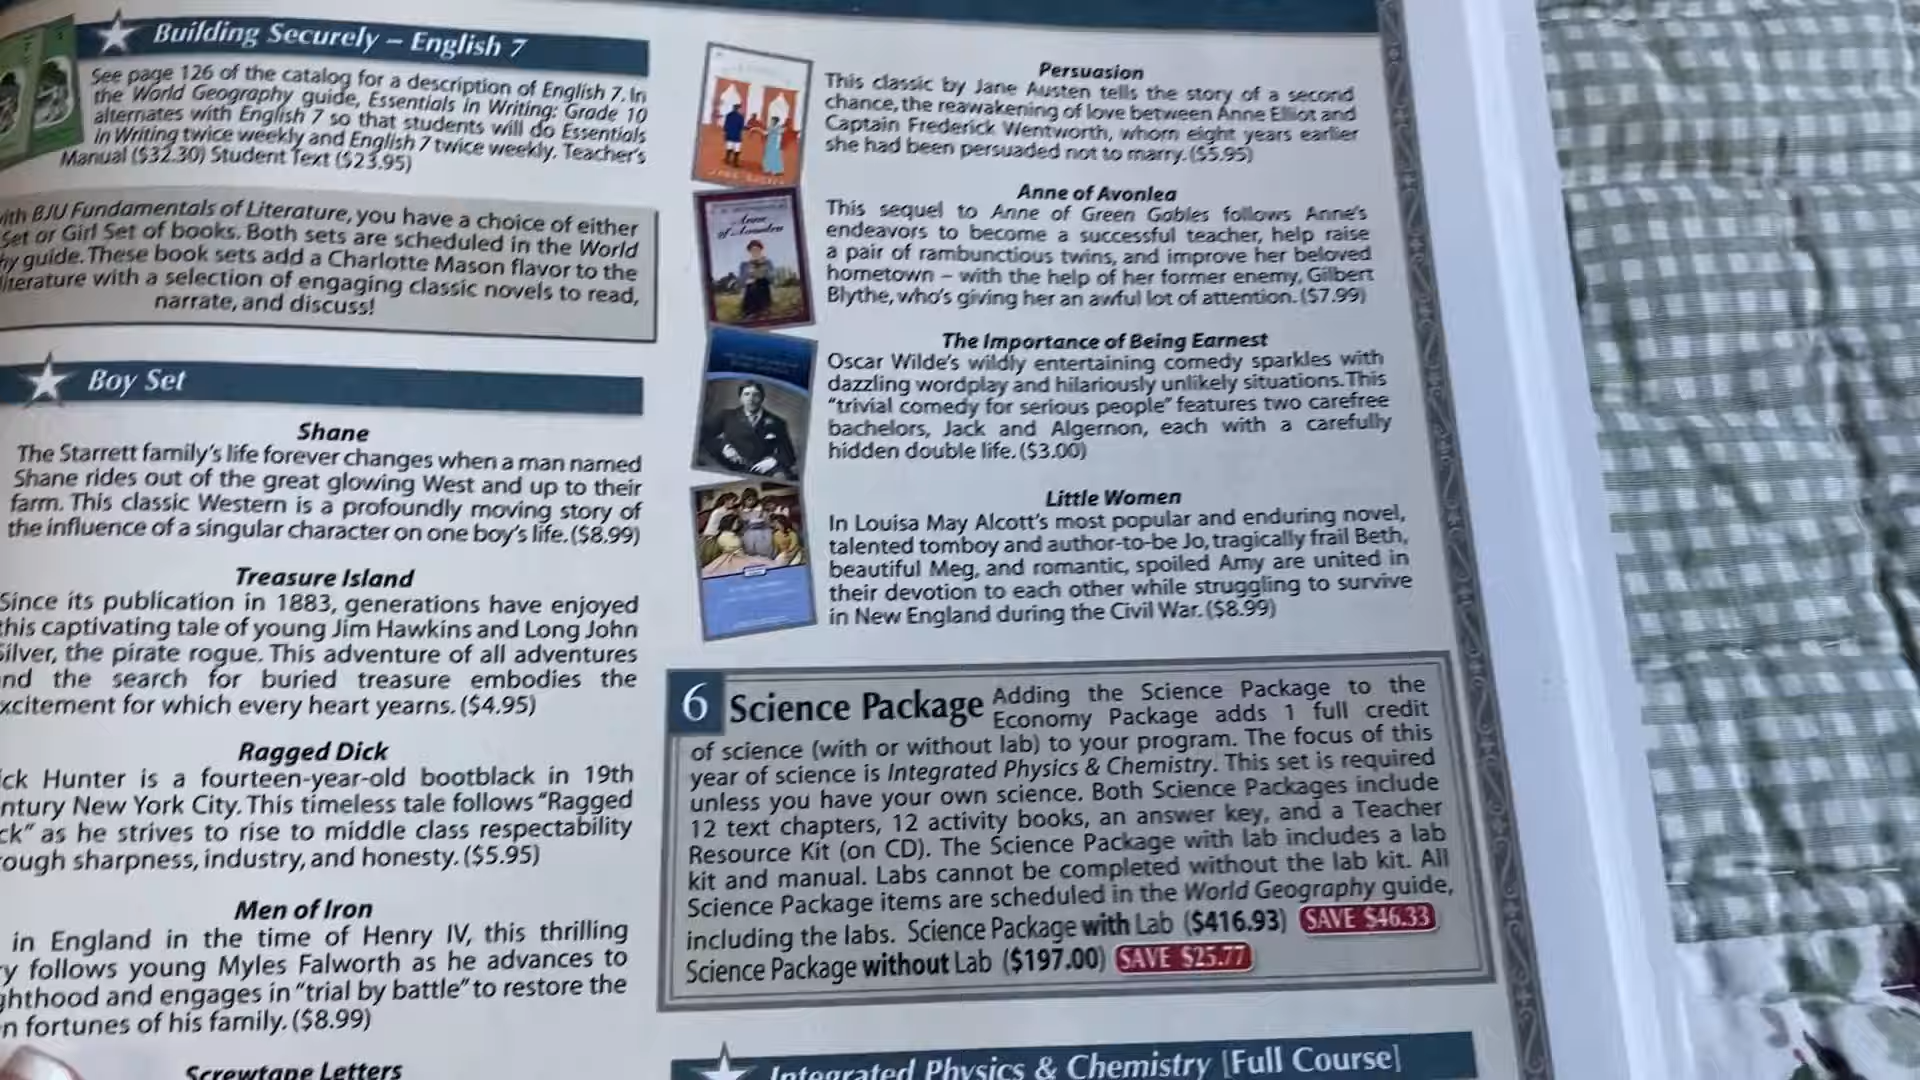 Building Securely – English 7
See page 126 of the catalog for a description of English 7. In
the World Geography guide, Essentials in Writing: Grade 10
alternates with English 7 so that students will do Essentials
in Writing twice weekly and English 7 twice weekly. Teacher's
Manual ($32.30) Student Text ($23.95)
with BJU Fundamentals of Literature, you have a choice of either
Set or Girl Set of books. Both sets are scheduled in the World
guide. These book sets add a Charlotte Mason flavor to the
literature with a selection of engaging classic novels to read,
narrate, and discuss!
Boy Set
Shane
The Starrett family's life forever changes when a man named
Shane rides out of the great glowing West and up to their
farm. This classic Western is a profoundly moving story of
the influence of a singular character on one boy's life. ($8.99)
Treasure Island
Since its publication in 1883, generations have enjoyed
this captivating tale of young Jim Hawkins and Long John
Silver, the pirate rogue. This adventure of all adventures
and the search for buried treasure embodies the
excitement for which every heart yearns. ($4.95)
Ragged Dick
ick Hunter is a fourteen-year-old bootblack in 19th
ntury New York City. This timeless tale follows "Ragged
ck" as he strives to rise to middle class respectability
ough sharpness, industry, and honesty. ($5.95)
Men of Iron
in England in the time of Henry IV, this thrilling
y follows young Myles Falworth as he advances to
ghthood and engages in "trial by battle" to restore the
n fortunes of his family. ($8.99)
Screwtape Letters
Persuasion
This classic by Jane Austen tells the story of a second
chance, the reawakening of love between Anne Elliot and
Captain Frederick Wentworth, whom eight years earlier
she had been persuaded not to marry. ($5.95)
Anne of Avonlea
This sequel to Anne of Green Gables follows Anne's
endeavors to become a successful teacher, help raise
a pair of rambunctious twins, and improve her beloved
hometown – with the help of her former enemy, Gilbert
Blythe, who's giving her an awful lot of attention. ($7.99)
Anne
of Avonlea
The Importance of Being Earnest
Oscar Wilde's wildly entertaining comedy sparkles with
dazzling wordplay and hilariously unlikely situations. This
"trivial comedy for serious people" features two carefree
bachelors, Jack and Algernon, each with a carefully
hidden double life. ($3.00)
Little Women
In Louisa May Alcott's most popular and enduring novel,
talented tomboy and author-to-be Jo, tragically frail Beth,
beautiful Meg, and romantic, spoiled Amy are united in
their devotion to each other while struggling to survive
in New England during the Civil War. ($8.99)
6 Science Package Adding the Science Package to the
Economy Package adds 1 full credit
of science (with or without lab) to your program. The focus of this
year of science is Integrated Physics & Chemistry. This set is required
unless you have your own science. Both Science Packages include
12 text chapters, 12 activity books, an answer key, and a Teacher
Resource Kit (on CD). The Science Package with lab includes a lab
kit and manual. Labs cannot be completed without the lab kit. All
Science Package items are scheduled in the World Geography guide,
including the labs. Science Package with Lab ($416.93) SAVE $46.33
Science Package without Lab ($197.00) SAVE $25.77
Integrated Physics & Chemistry [Full Course]